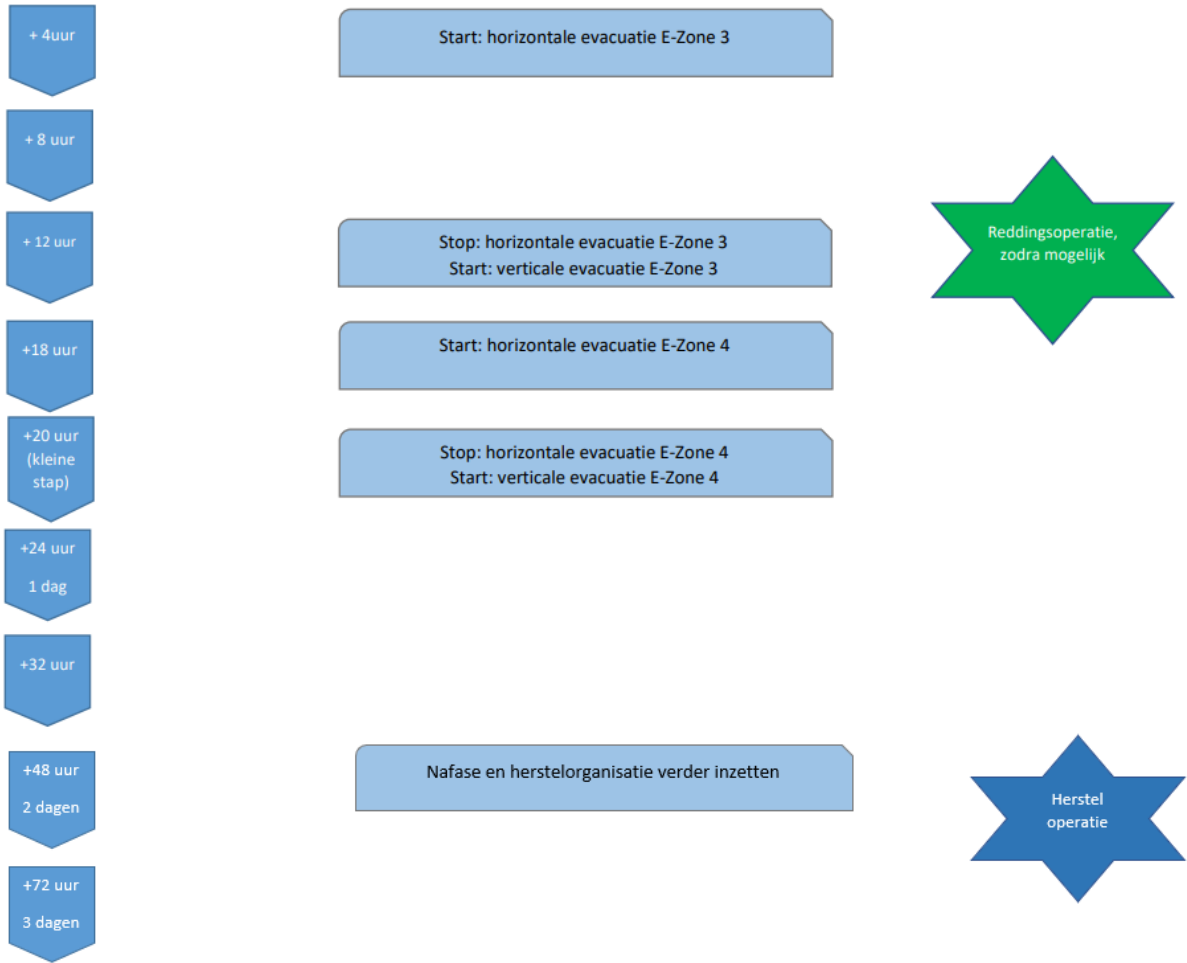 + 4uur
Start: horizontale evacuatie E-Zone 3
+ 8 uur
+ 12 uur
Stop: horizontale evacuatie E-Zone 3
Start: verticale evacuatie E-Zone 3
Reddingsoperatie,
zodra mogelijk
+18 uur
Start: horizontale evacuatie E-Zone 4
+20 uur
(kleine
stap)
Stop: horizontale evacuatie E-Zone 4
Start: verticale evacuatie E-Zone 4
+24 uur
1 dag
+32 uur
+48 uur
2 dagen
Nafase en herstelorganisatie verder inzetten
Herstel
operatie
+72 uur
3 dagen